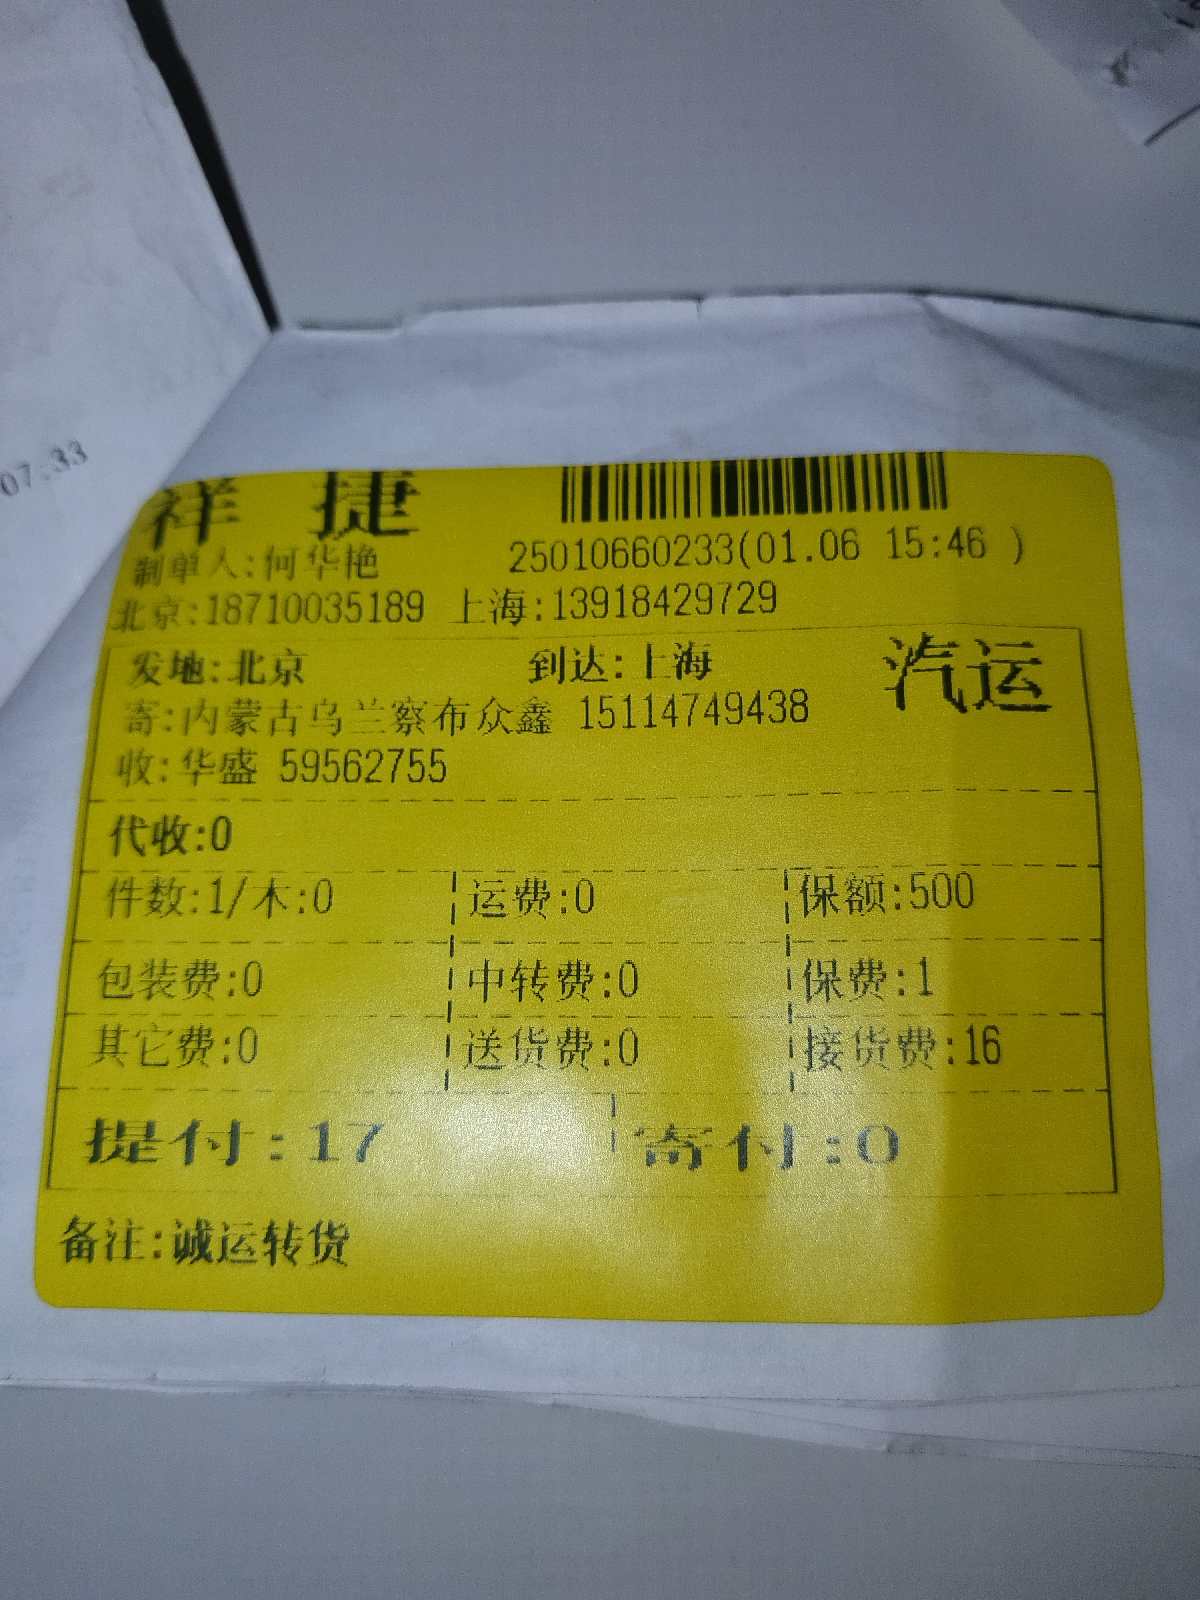 07:33
祥 捷
制单人:何华艳 25010660233(01.06 15:46 )
北京:18710035189 上海:13918429729
发地:北京 到达:上海 汽运
寄:内蒙古乌兰察布众鑫 15114749438
收:华盛 59562755
代收:0
件数:1/木:0 运费:0 保额:500
包装费:0 中转费:0 保费:1
其它费:0 送货费:0 接货费:16
提付:17 寄付:0
备注:诚运转货